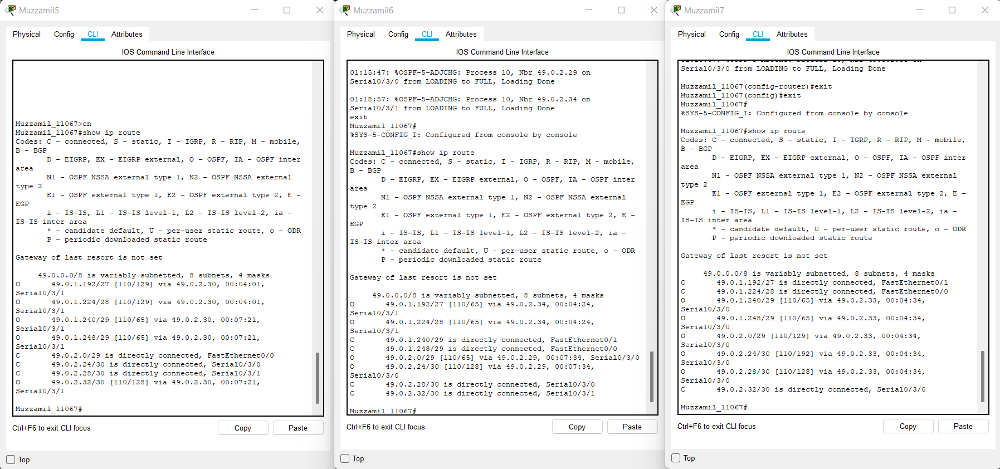 Muzzamil5
Physical Config CLI Attributes
IOS Command Line Interface
Muzzamil_11067>en
Muzzamil_11067#show ip route
Codes: C - connected, S - static, I - IGRP, R - RIP, M - mobile,
B - BGP
D - EIGRP, EX - EIGRP external, O - OSPF, IA - OSPF inter
area
N1 - OSPF NSSA external type 1, N2 - OSPF NSSA external
type 2
E1 - OSPF external type 1, E2 - OSPF external type 2, E -
EGP
i - IS-IS, L1 - IS-IS level-1, L2 - IS-IS level-2, ia -
IS-IS inter area
* - candidate default, U - per-user static route, o - ODR
P - periodic downloaded static route
Gateway of last resort is not set
49.0.0.0/8 is variably subnetted, 8 subnets, 4 masks
O 49.0.1.192/27 [110/129] via 49.0.2.30, 00:04:01,
Serial0/3/1
O 49.0.1.224/28 [110/129] via 49.0.2.30, 00:04:01,
Serial0/3/1
O 49.0.1.240/29 [110/65] via 49.0.2.30, 00:07:21,
Serial0/3/1
O 49.0.1.248/29 [110/65] via 49.0.2.30, 00:07:21,
Serial0/3/1
C 49.0.2.0/29 is directly connected, FastEthernet0/0
C 49.0.2.24/30 is directly connected, Serial0/3/0
C 49.0.2.28/30 is directly connected, Serial0/3/1
O 49.0.2.32/30 [110/128] via 49.0.2.30, 00:07:21,
Serial0/3/1
Muzzamil_11067#
Ctrl+F6 to exit CLI focus
Copy
Paste
Top
Muzzamil6
Physical Config CLI Attributes
IOS Command Line Interface
01:15:47: %OSPF-5-ADJCHG: Process 10, Nbr 49.0.2.29 on
Serial0/3/0 from LOADING to FULL, Loading Done
01:18:57: %OSPF-5-ADJCHG: Process 10, Nbr 49.0.2.34 on
Serial0/3/1 from LOADING to FULL, Loading Done
exit
Muzzamil_11067#
%SYS-5-CONFIG_I: Configured from console by console
Muzzamil_11067#show ip route
Codes: C - connected, S - static, I - IGRP, R - RIP, M - mobile,
B - BGP
D - EIGRP, EX - EIGRP external, O - OSPF, IA - OSPF inter
area
N1 - OSPF NSSA external type 1, N2 - OSPF NSSA external
type 2
E1 - OSPF external type 1, E2 - OSPF external type 2, E -
EGP
i - IS-IS, L1 - IS-IS level-1, L2 - IS-IS level-2, ia -
IS-IS inter area
* - candidate default, U - per-user static route, o - ODR
P - periodic downloaded static route
Gateway of last resort is not set
49.0.0.0/8 is variably subnetted, 8 subnets, 4 masks
O 49.0.1.192/27 [110/65] via 49.0.2.34, 00:04:24,
Serial0/3/1
O 49.0.1.224/28 [110/65] via 49.0.2.34, 00:04:24,
Serial0/3/1
C 49.0.1.240/29 is directly connected, FastEthernet0/1
C 49.0.1.248/29 is directly connected, FastEthernet0/0
O 49.0.2.0/29 [110/65] via 49.0.2.29, 00:07:34, Serial0/3/0
O 49.0.2.24/30 [110/128] via 49.0.2.29, 00:07:34,
Serial0/3/0
C 49.0.2.28/30 is directly connected, Serial0/3/0
C 49.0.2.32/30 is directly connected, Serial0/3/1
Muzzamil_11067#
Ctrl+F6 to exit CLI focus
Copy
Paste
Top
Muzzamil7
Physical Config CLI Attributes
IOS Command Line Interface
Serial0/3/0 from LOADING to FULL, Loading Done
Muzzamil_11067(config-router)#exit
Muzzamil_11067(config)#exit
Muzzamil_11067#
%SYS-5-CONFIG_I: Configured from console by console
Muzzamil_11067#show ip route
Codes: C - connected, S - static, I - IGRP, R - RIP, M - mobile,
B - BGP
D - EIGRP, EX - EIGRP external, O - OSPF, IA - OSPF inter
area
N1 - OSPF NSSA external type 1, N2 - OSPF NSSA external
type 2
E1 - OSPF external type 1, E2 - OSPF external type 2, E -
EGP
i - IS-IS, L1 - IS-IS level-1, L2 - IS-IS level-2, ia -
IS-IS inter area
* - candidate default, U - per-user static route, o - ODR
P - periodic downloaded static route
Gateway of last resort is not set
49.0.0.0/8 is variably subnetted, 8 subnets, 4 masks
C 49.0.1.192/27 is directly connected, FastEthernet0/1
C 49.0.1.224/28 is directly connected, FastEthernet0/0
O 49.0.1.240/29 [110/65] via 49.0.2.33, 00:04:34,
Serial0/3/0
O 49.0.1.248/29 [110/65] via 49.0.2.33, 00:04:34,
Serial0/3/0
O 49.0.2.0/29 [110/129] via 49.0.2.33, 00:04:34,
Serial0/3/0
O 49.0.2.24/30 [110/192] via 49.0.2.33, 00:04:34,
Serial0/3/0
O 49.0.2.28/30 [110/128] via 49.0.2.33, 00:04:34,
Serial0/3/0
C 49.0.2.32/30 is directly connected, Serial0/3/0
Muzzamil_11067#
Ctrl+F6 to exit CLI focus
Copy
Paste
Top